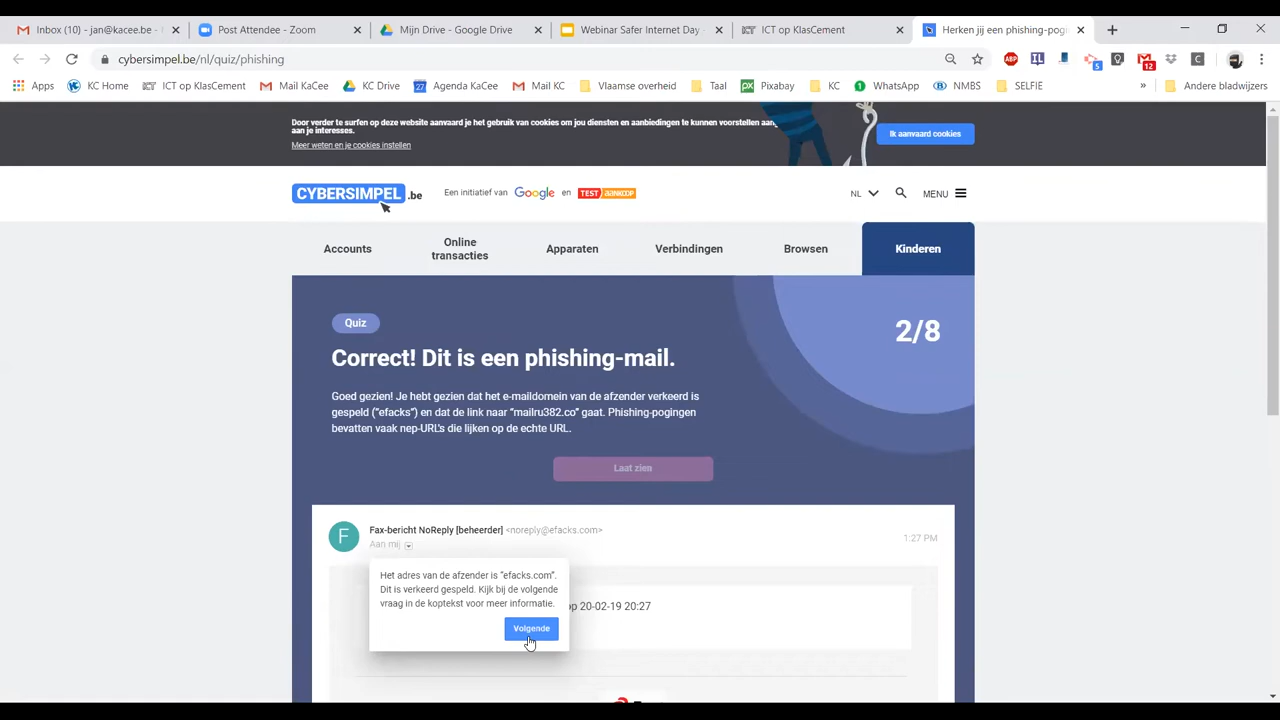 Inbox (10) - jan@kacee.be -
Post Attendee - Zoom
Mijn Drive - Google Drive
Webinar Safer Internet Day -
ICT op KlasCement
Herken jij een phishing-pog
cybersimpel.be/nl/quiz/phishing
ABP
5
12
Apps
KC Home
ICT op KlasCement
Mail KaCee
KC Drive
27
Agenda KaCee
Mail KC
Vlaamse overheid
Taal
px
Pixabay
KC
1
WhatsApp
NMBS
SELFIE
»
Andere bladwijzers
Door verder te surfen op deze website aanvaard je het gebruik van cookies om jou diensten en aanbiedingen te kunnen voorstellen
aan je interesses.
Meer weten en je cookies instellen
Ik aanvaard cookies
CYBERSIMPEL.be
Een initiatief van Google en TEST AANKOOP
NL
MENU
Accounts
Online
transacties
Apparaten
Verbindingen
Browsen
Kinderen
Quiz
2/8
Correct! Dit is een phishing-mail.
Goed gezien! Je hebt gezien dat het e-maildomein van de afzender verkeerd is
gespeld ("efacks") en dat de link naar "mailru382.co" gaat. Phishing-pogingen
bevatten vaak nep-URL's die lijken op de echte URL.
Laat zien
F
Fax-bericht NoReply [beheerder] <noreply@efacks.com>
Aan mij
1:27 PM
Het adres van de afzender is "efacks.com".
Dit is verkeerd gespeld. Kijk bij de volgende
vraag in de koptekst voor meer informatie.
op 20-02-19 20:27
Volgende